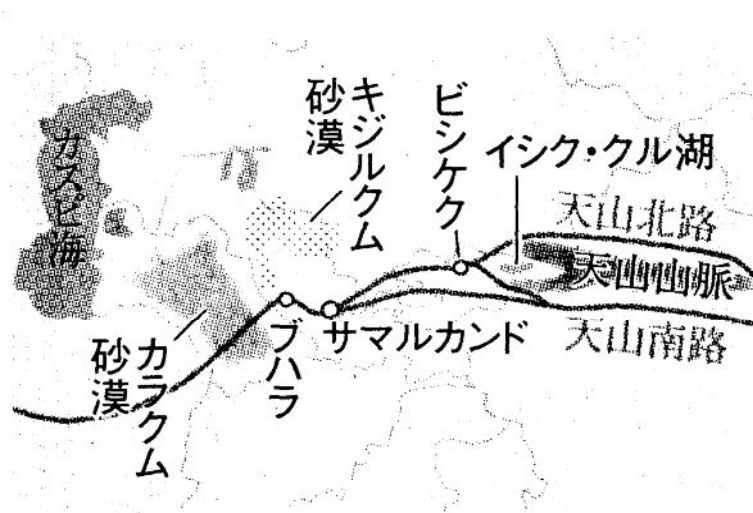 カスピ海
キジルクム
砂漠
ビシケク
イシク・クル湖
天山北路
天山山脈
天山南路
サマルカンド
ブハラ
カラクム
砂漠